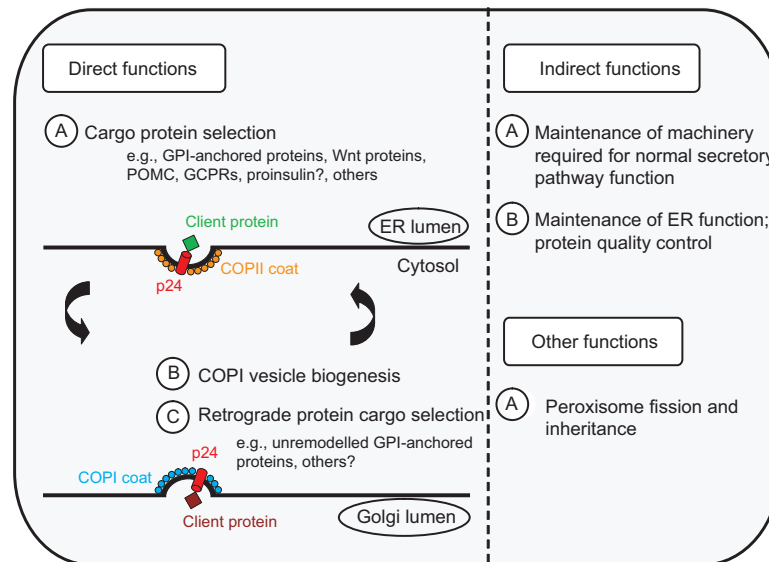 Direct functions
A Cargo protein selection
e.g., GPI-anchored proteins, Wnt proteins,
POMC, GCPRs, proinsulin?, others
Client protein
ER lumen
COPII coat
Cytosol
p24
B COPI vesicle biogenesis
C Retrograde protein cargo selection
e.g., unremodelled GPI-anchored
proteins, others?
p24
COPI coat
Client protein
Golgi lumen
Indirect functions
A Maintenance of machinery
required for normal secretory
pathway function
B Maintenance of ER function;
protein quality control
Other functions
A Peroxisome fission and
inheritance